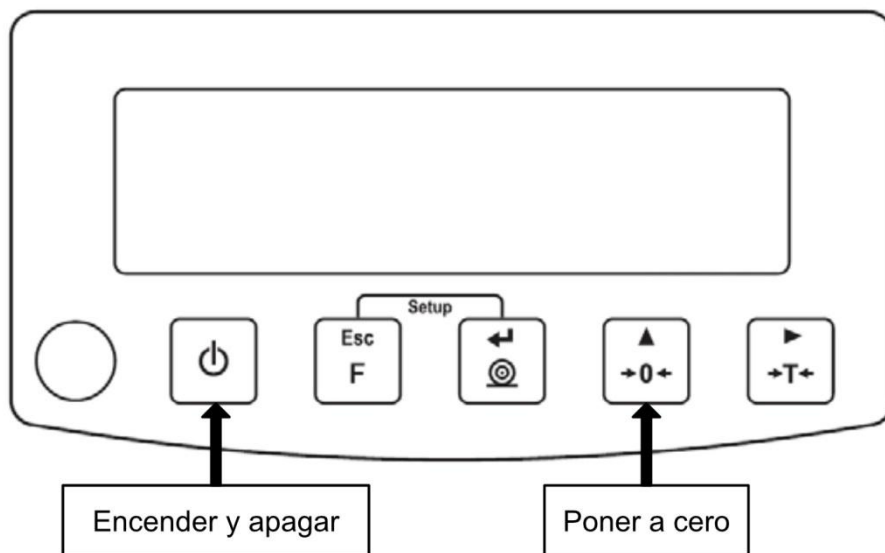 Setup
Esc
F
→0←
→T←
Encender y apagar
Poner a cero